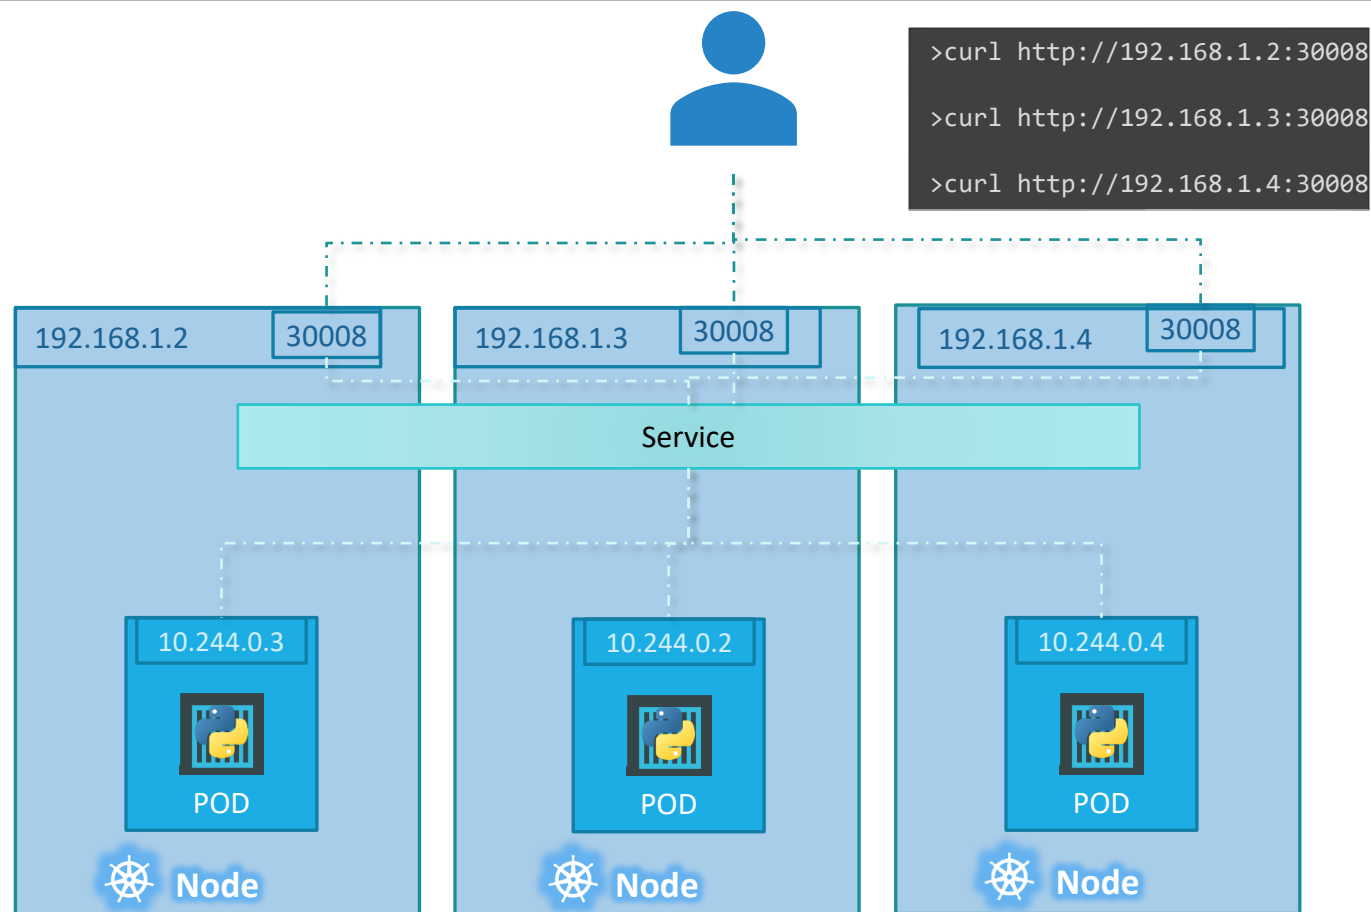 >curl http://192.168.1.2:30008
>curl http://192.168.1.3:30008
>curl http://192.168.1.4:30008
192.168.1.2
30008
192.168.1.3
30008
192.168.1.4
30008
Service
10.244.0.3
10.244.0.2
10.244.0.4
POD
POD
POD
Node
Node
Node